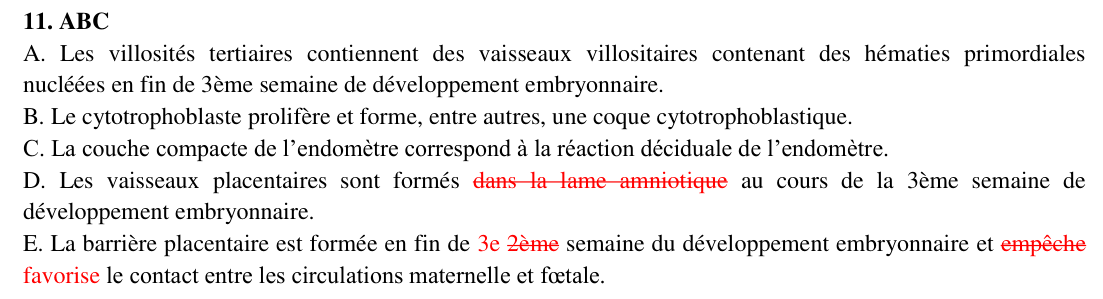 11. ABC
A. Les villosités tertiaires contiennent des vaisseaux villositaires contenant des hématies primordiales
nucléées en fin de 3ème semaine de développement embryonnaire.
B. Le cytotrophoblaste prolifère et forme, entre autres, une coque cytotrophoblastique.
C. La couche compacte de l’endomètre correspond à la réaction déciduale de l’endomètre.
D. Les vaisseaux placentaires sont formés dans la lame amniotique au cours de la 3ème semaine de
développement embryonnaire.
E. La barrière placentaire est formée en fin de 3e 2ème semaine du développement embryonnaire et empêche
favorise le contact entre les circulations maternelle et fœtale.